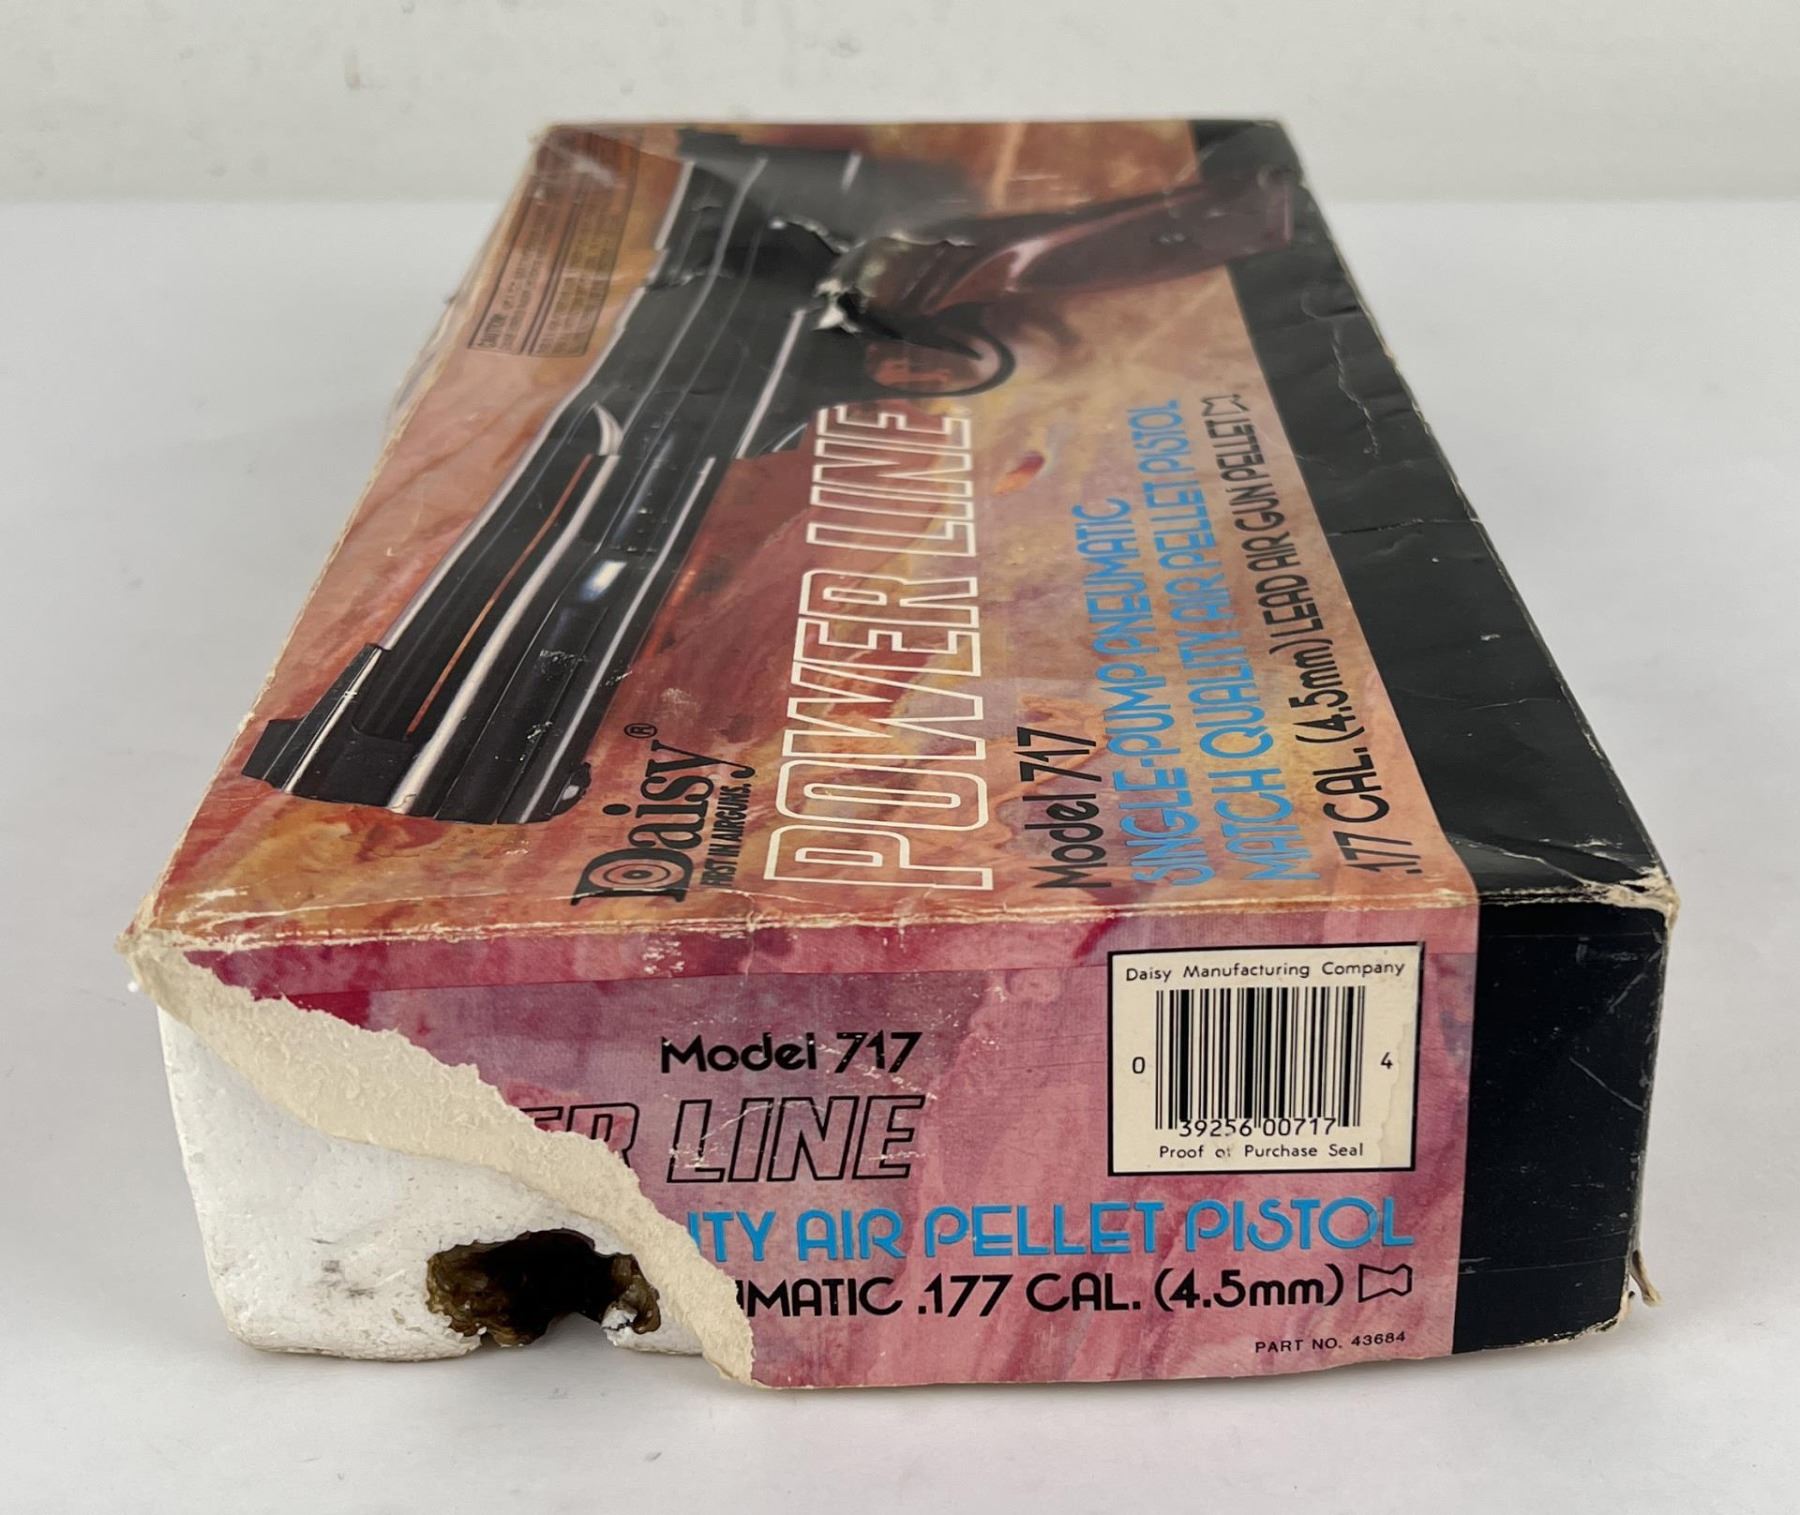 Daisy®
FIRST IN AIRGUNS.
POWER LINE®
Model 717
SINGLE-PUMP PNEUMATIC
MATCH QUALITY AIR PELLET PISTOL
.177 CAL. (4.5mm) LEAD AIR GUN PELLET
CAUTION:
Daisy Manufacturing Company
0 39256 00717 4
Proof of Purchase Seal
Model 717
ER LINE
ITY AIR PELLET PISTOL
MATIC .177 CAL. (4.5mm)
PART NO. 43684